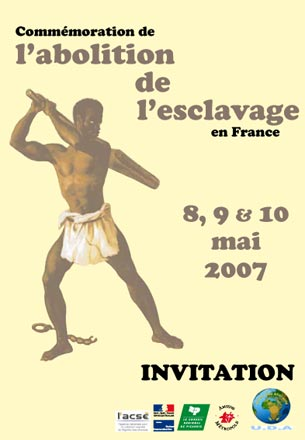 Commémoration de
l'abolition
de
l'esclavage
en France
8, 9 & 10
mai
2007
INVITATION
l'acsé
U.D.A